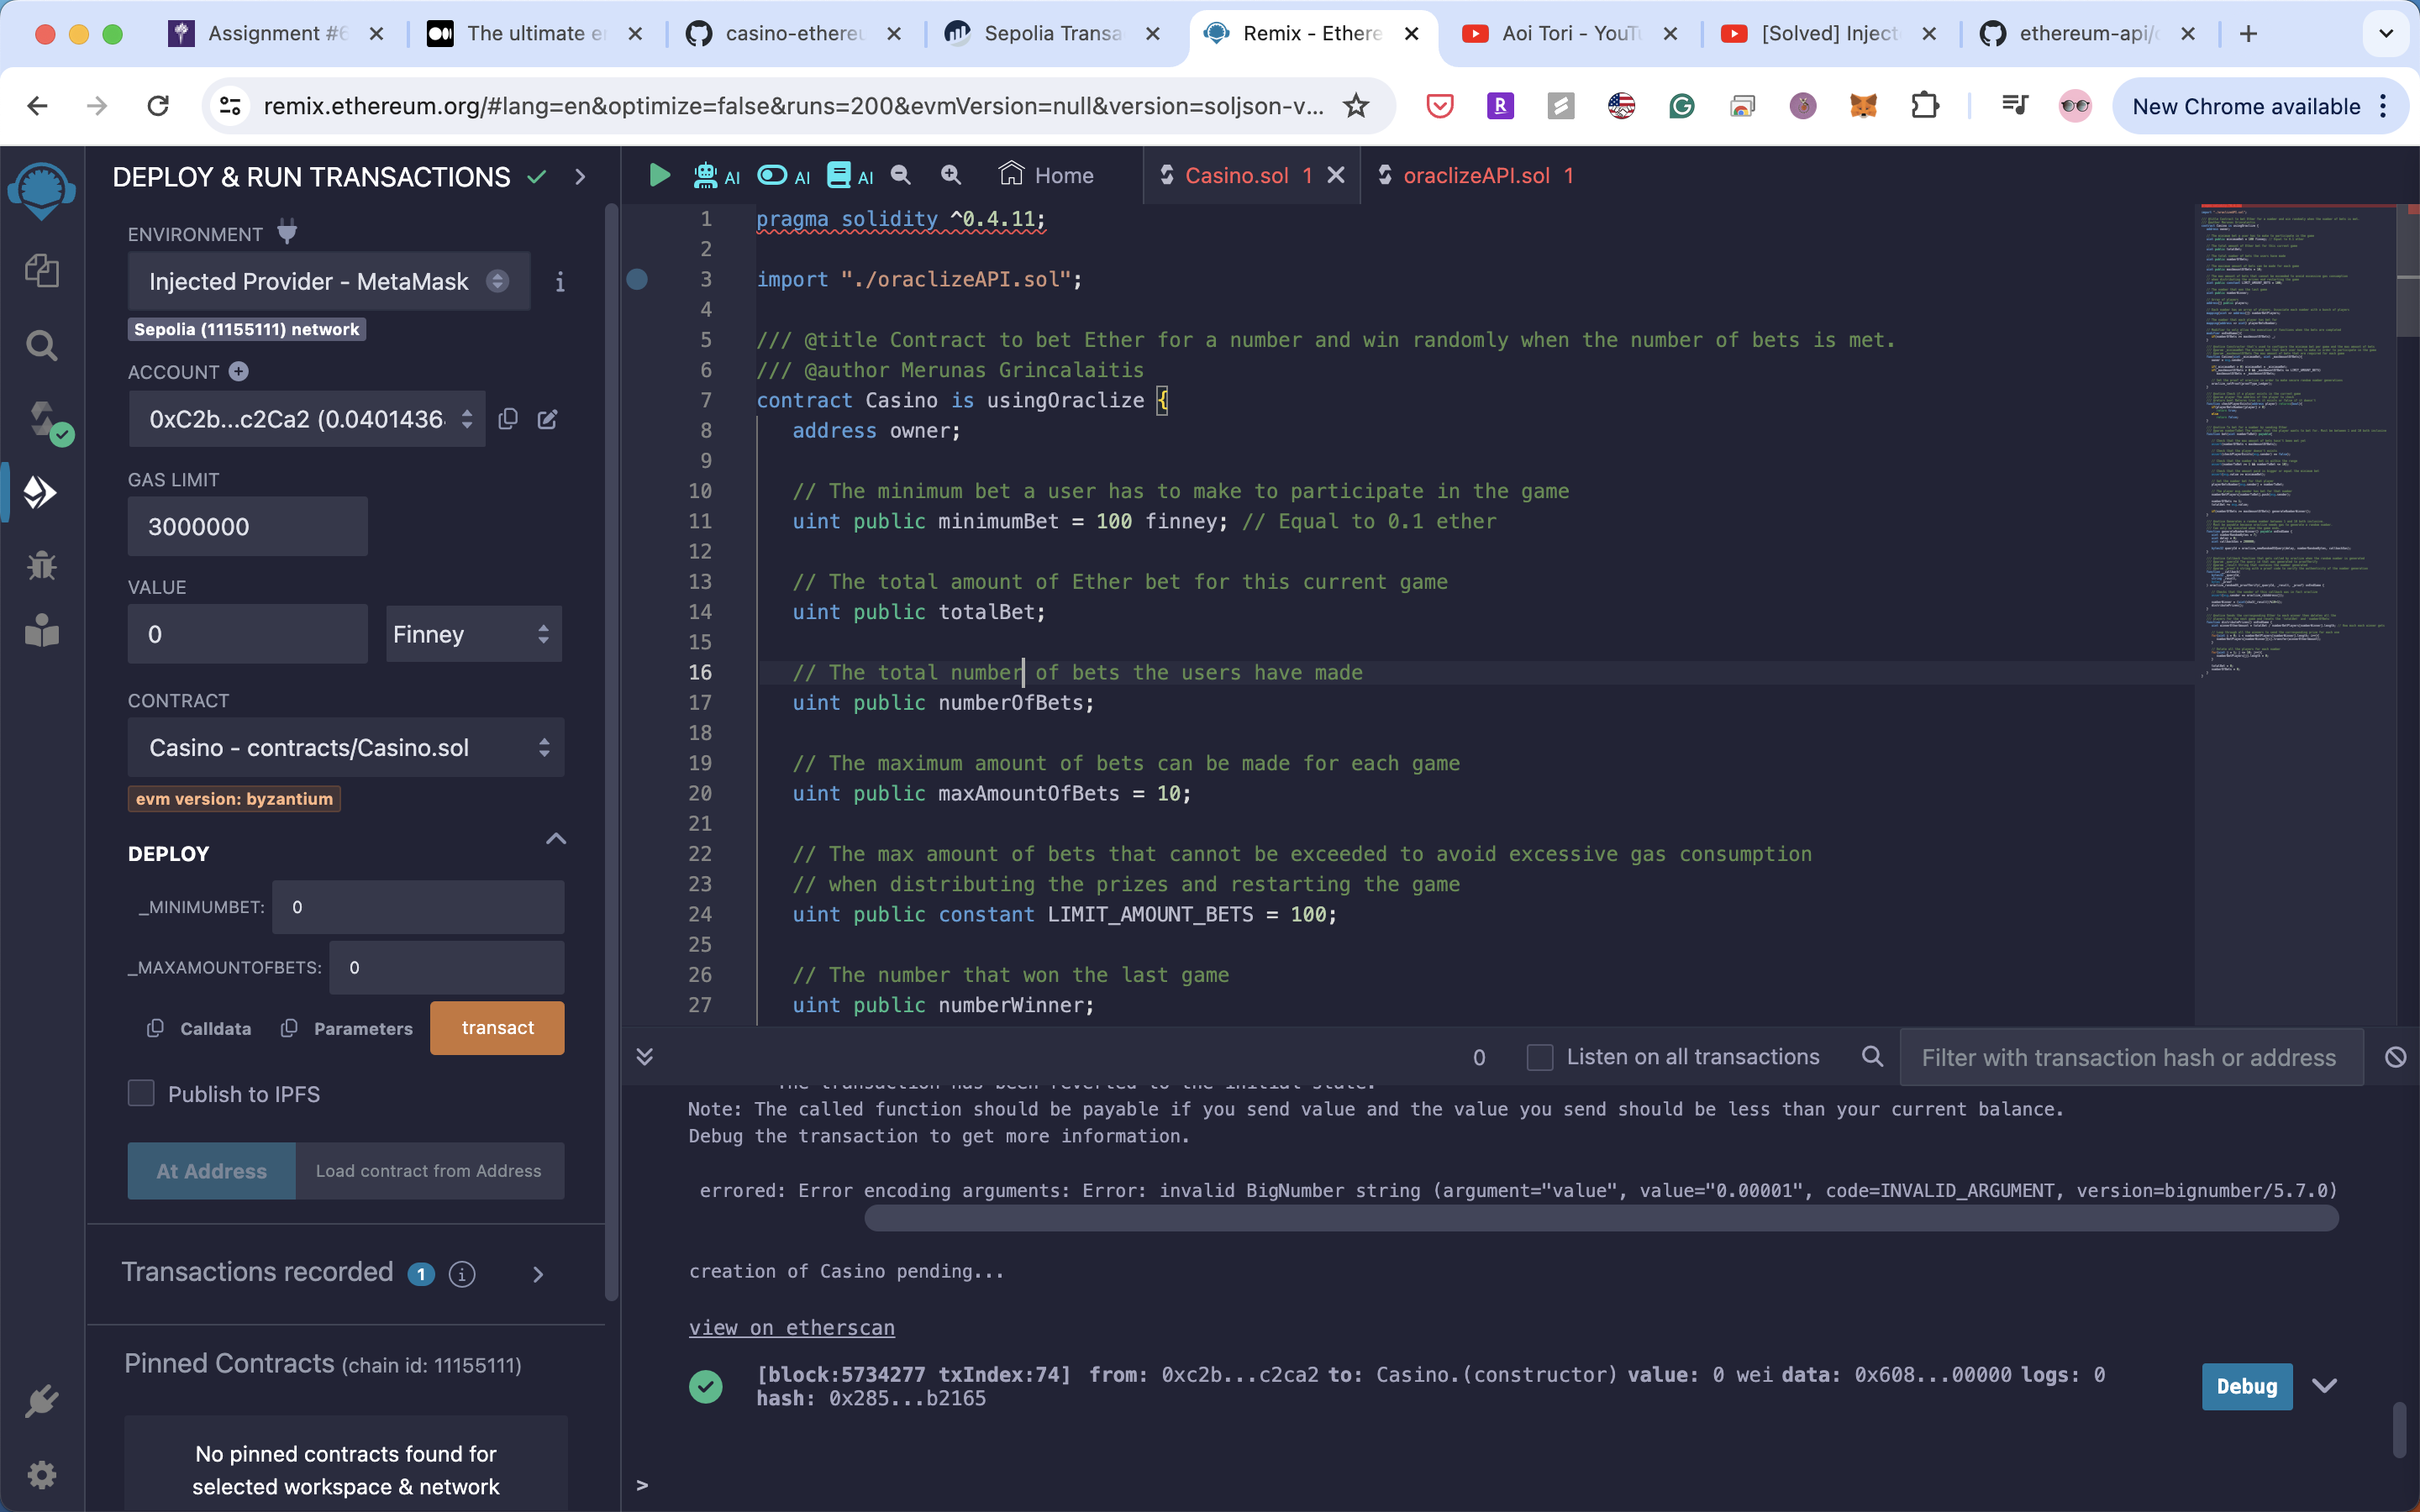 Assignment #6
The ultimate e
casino-ethereu
Sepolia Transa
Remix - Ethere
Aoi Tori - YouTu
[Solved] Inject
ethereum-api/
remix.ethereum.org/#lang=en&optimize=false&runs=200&evmVersion=null&version=soljson-v...
New Chrome available
DEPLOY & RUN TRANSACTIONS
ENVIRONMENT
Injected Provider - MetaMask
Sepolia (11155111) network
ACCOUNT
0xC2b...c2Ca2 (0.0401436
GAS LIMIT
3000000
VALUE
0
Finney
CONTRACT
Casino - contracts/Casino.sol
evm version: byzantium
DEPLOY
_MINIMUMBET: 0
_MAXAMOUNTOFBETS: 0
Calldata
Parameters
transact
Publish to IPFS
At Address
Load contract from Address
Transactions recorded 1 i
Pinned Contracts (chain id: 11155111)
No pinned contracts found for
selected workspace & network
AI
AI
AI
Home
Casino.sol 1
oraclizeAPI.sol 1
1 pragma solidity ^0.4.11;
2
3 import "./oraclizeAPI.sol";
4
5 /// @title Contract to bet Ether for a number and win randomly when the number of bets is met.
6 /// @author Merunas Grincalaitis
7 contract Casino is usingOraclize {
8 address owner;
9
10 // The minimum bet a user has to make to participate in the game
11 uint public minimumBet = 100 finney; // Equal to 0.1 ether
12
13 // The total amount of Ether bet for this current game
14 uint public totalBet;
15
16 // The total number of bets the users have made
17 uint public numberOfBets;
18
19 // The maximum amount of bets can be made for each game
20 uint public maxAmountOfBets = 10;
21
22 // The max amount of bets that cannot be exceeded to avoid excessive gas consumption
23 // when distributing the prizes and restarting the game
24 uint public constant LIMIT_AMOUNT_BETS = 100;
25
26 // The number that won the last game
27 uint public numberWinner;
0
Listen on all transactions
Filter with transaction hash or address
The transaction has been reverted to the initial state.
Note: The called function should be payable if you send value and the value you send should be less than your current balance.
Debug the transaction to get more information.
errored: Error encoding arguments: Error: invalid BigNumber string (argument="value", value="0.00001", code=INVALID_ARGUMENT, version=bignumber/5.7.0)
creation of Casino pending...
view on etherscan
[block:5734277 txIndex:74] from: 0xc2b...c2ca2 to: Casino.(constructor) value: 0 wei data: 0x608...00000 logs: 0
hash: 0x285...b2165
Debug
>